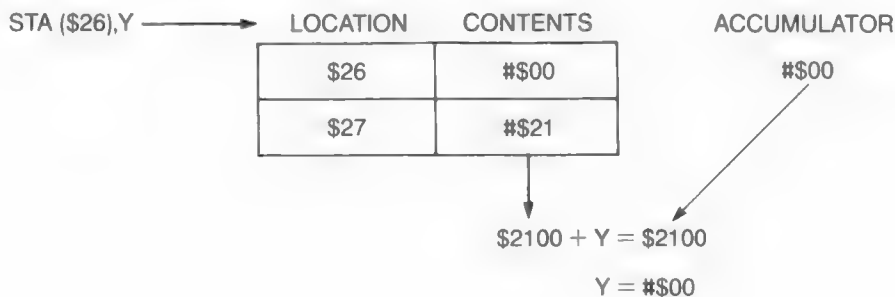 STA ($26),Y LOCATION CONTENTS ACCUMULATOR
$26 #$00 #$00
$27 #$21
$2100 + Y = $2100
Y = #$00